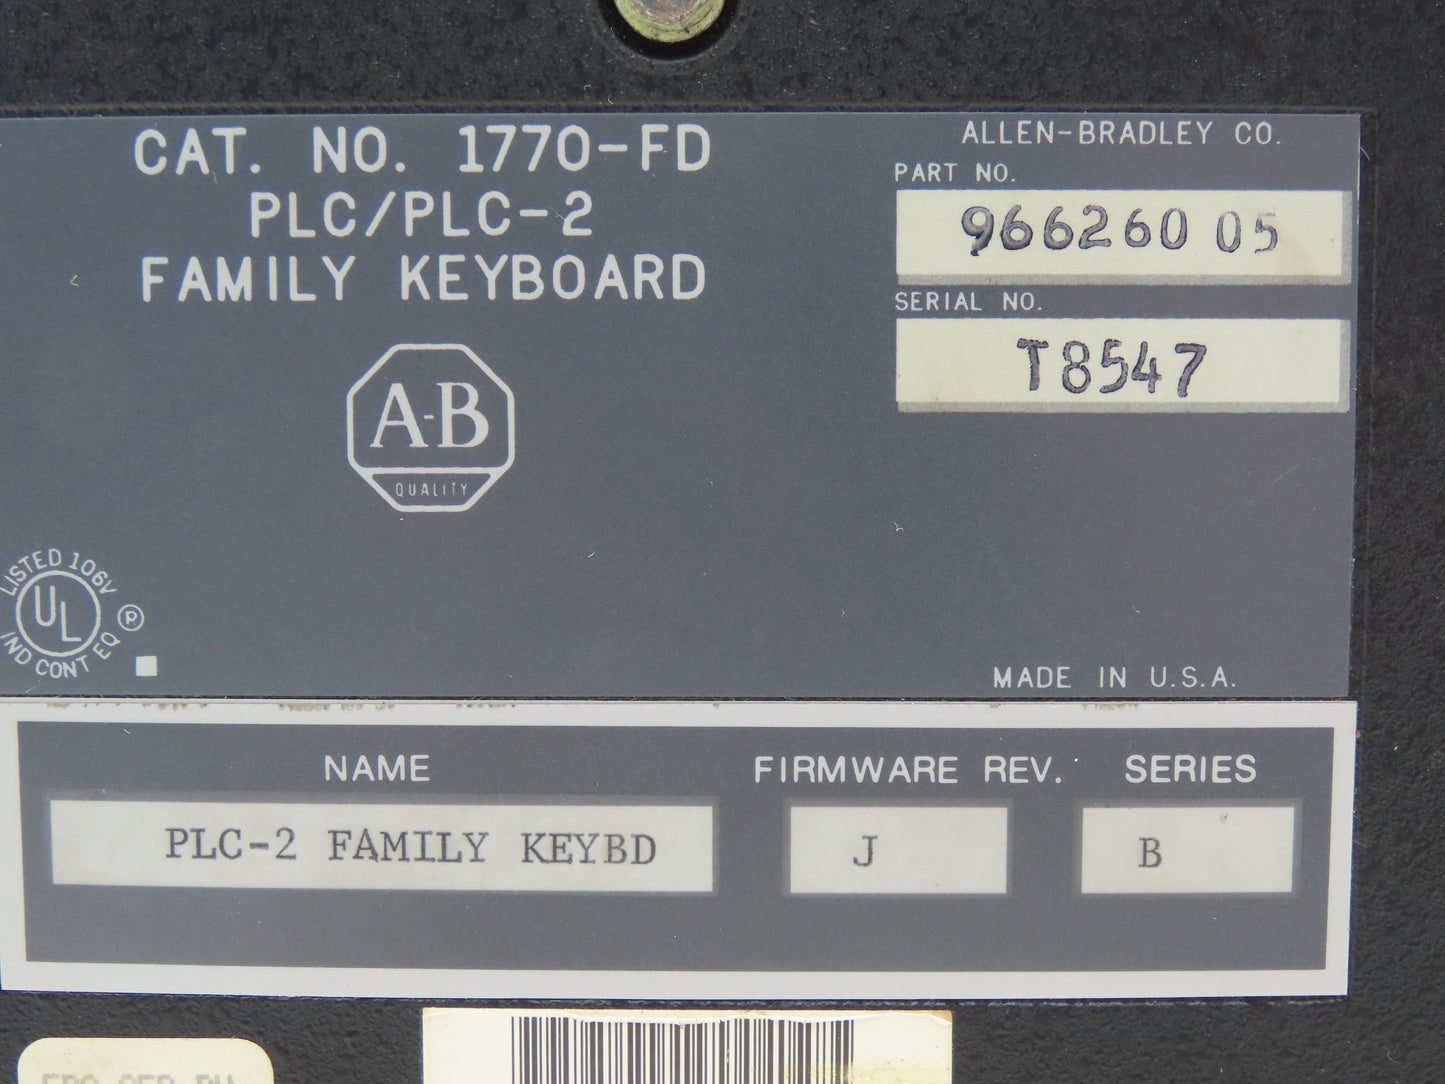 CAT. NO. 1770-FD
PLC/PLC-2
FAMILY KEYBOARD
A-B
QUALITY
LISTED 106V
UL
IND CONT EQ
R
ALLEN-BRADLEY CO.
PART NO.
966260 05
SERIAL NO.
T8547
MADE IN U.S.A.
NAME
FIRMWARE REV.
SERIES
PLC-2 FAMILY KEYBD
J
B